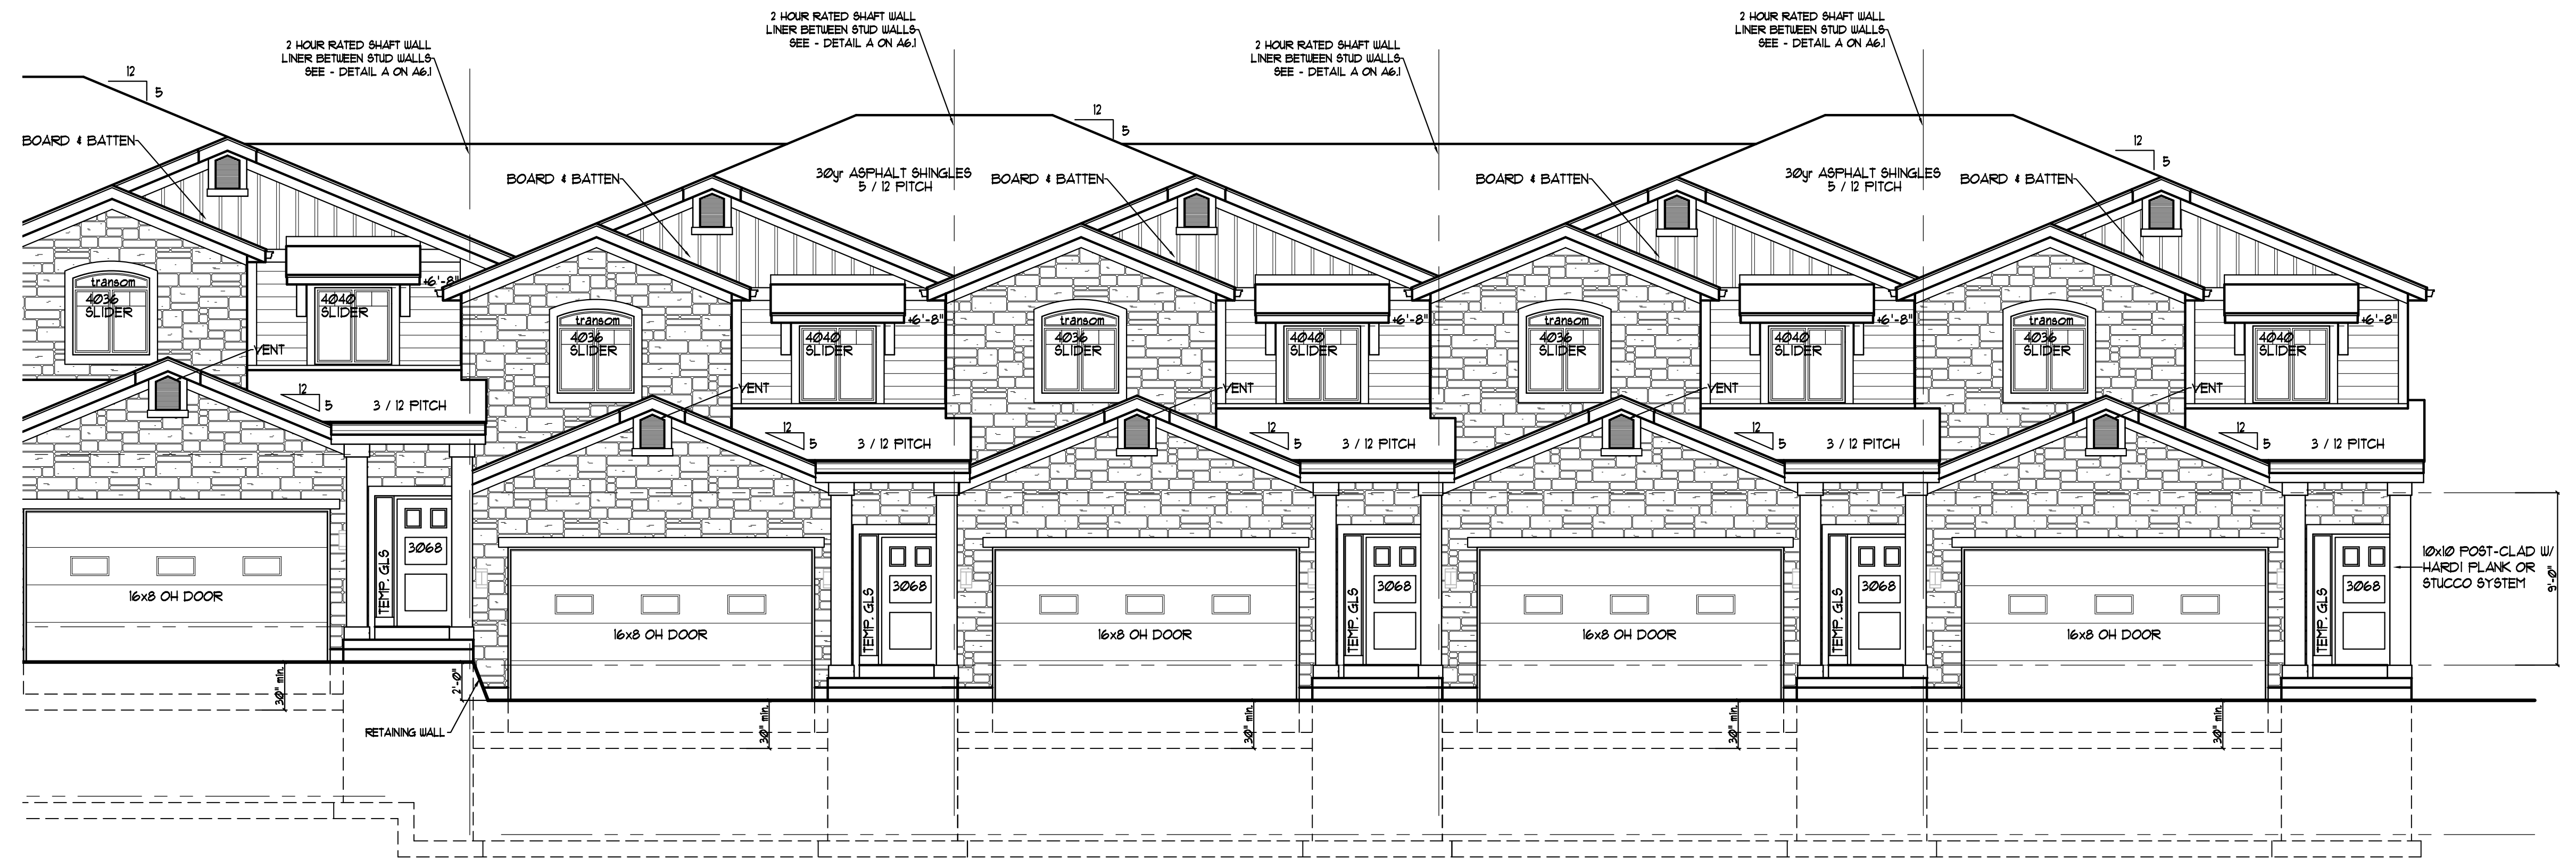 2 HOUR RATED SHAFT WALL
LINER BETWEEN STUD WALLS
SEE - DETAIL A ON A6.1
2 HOUR RATED SHAFT WALL
LINER BETWEEN STUD WALLS
SEE - DETAIL A ON A6.1
2 HOUR RATED SHAFT WALL
LINER BETWEEN STUD WALLS
SEE - DETAIL A ON A6.1
2 HOUR RATED SHAFT WALL
LINER BETWEEN STUD WALLS
SEE - DETAIL A ON A6.1
12
5
12
5
12
5
BOARD & BATTEN
BOARD & BATTEN
30yr ASPHALT SHINGLES
5 / 12 PITCH
BOARD & BATTEN
BOARD & BATTEN
30yr ASPHALT SHINGLES
5 / 12 PITCH
BOARD & BATTEN
transom
4036
SLIDER
4040
SLIDER
+6'-8"
transom
4036
SLIDER
4040
SLIDER
+6'-8"
transom
4036
SLIDER
4040
SLIDER
+6'-8"
transom
4036
SLIDER
4040
SLIDER
+6'-8"
transom
4036
SLIDER
4040
SLIDER
+6'-8"
VENT
VENT
VENT
VENT
VENT
12
5
3 / 12 PITCH
12
5
3 / 12 PITCH
12
5
3 / 12 PITCH
12
5
3 / 12 PITCH
12
5
3 / 12 PITCH
16x8 OH DOOR
TEMP. GLS
3068
16x8 OH DOOR
TEMP. GLS
3068
16x8 OH DOOR
TEMP. GLS
3068
16x8 OH DOOR
TEMP. GLS
3068
16x8 OH DOOR
TEMP. GLS
3068
10x10 POST-CLAD W/
HARDI PLANK OR
STUCCO SYSTEM
9'-0"
30" min.
2'-0"
RETAINING WALL
30" min.
30" min.
30" min.
30" min.